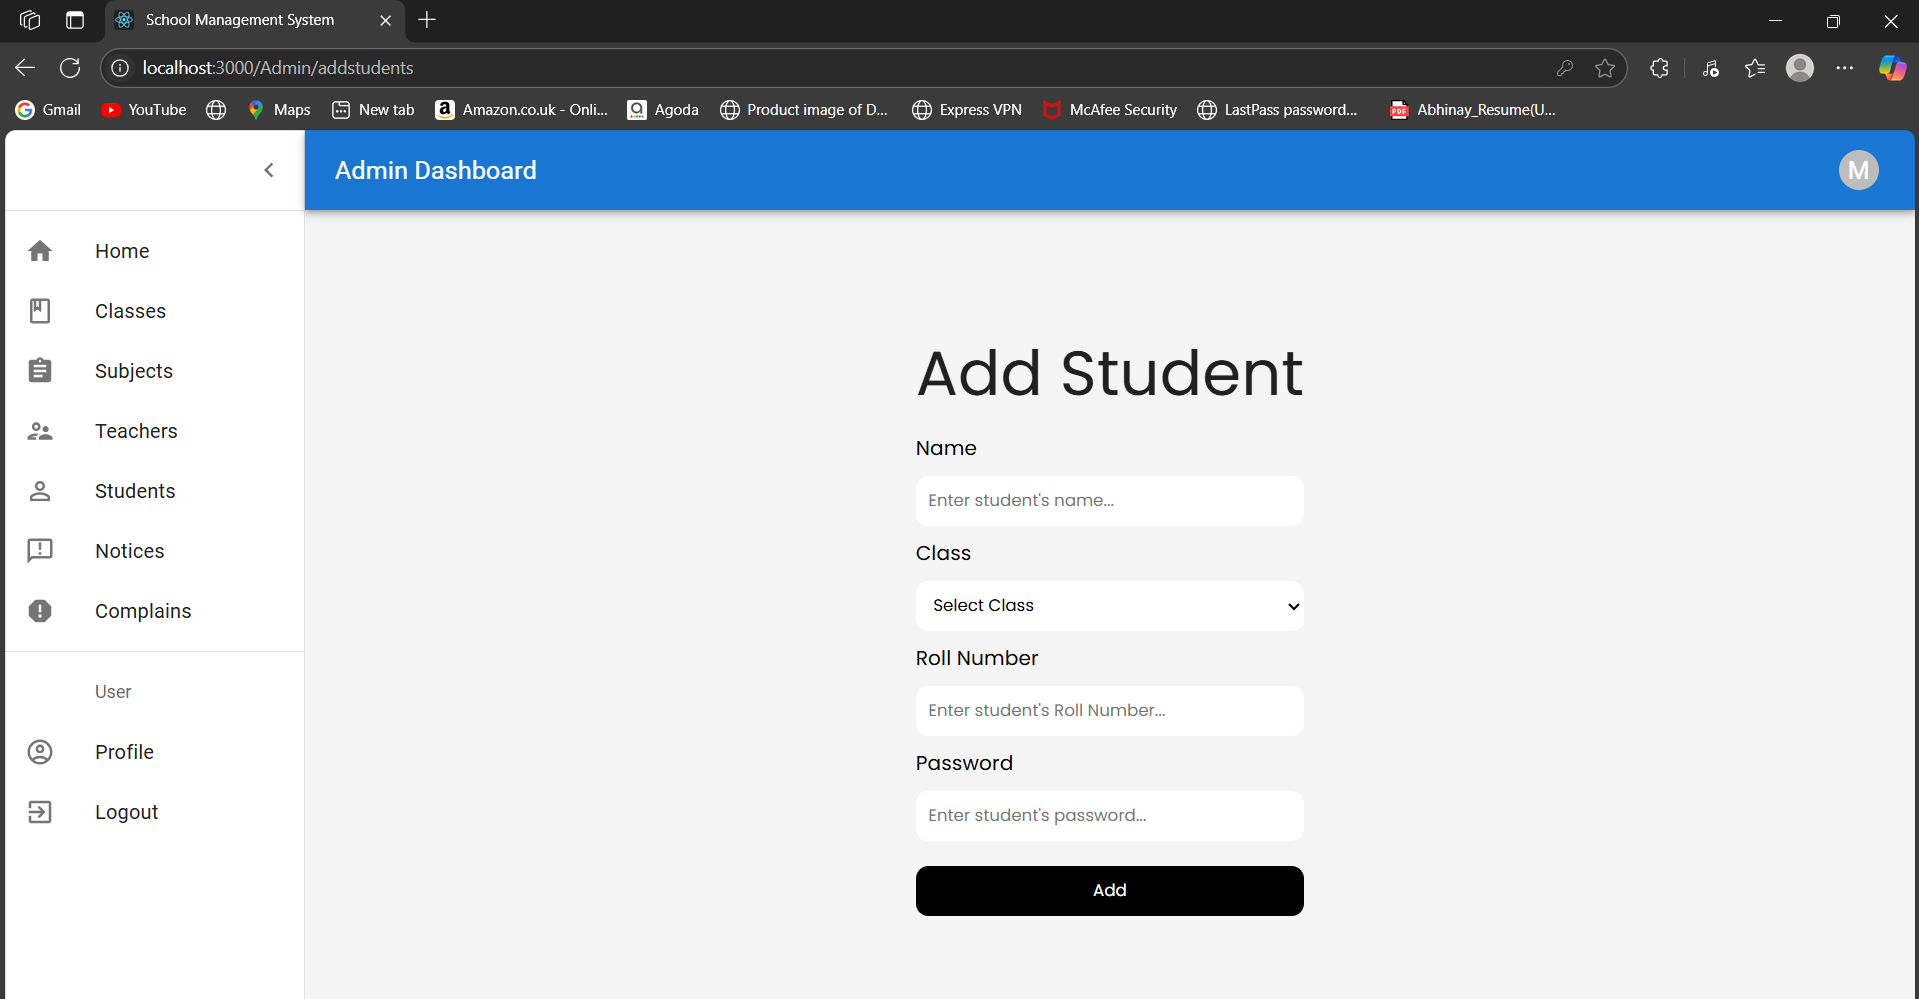 School Management System
localhost:3000/Admin/addstudents
Gmail YouTube Maps New tab Amazon.co.uk - Onli... Agoda Product image of D... Express VPN McAfee Security LastPass password... Abhinay_Resume(U...
Admin Dashboard
M
Home
Classes
Subjects
Teachers
Students
Notices
Complains
User
Profile
Logout
Add Student
Name
Enter student's name...
Class
Select Class
Roll Number
Enter student's Roll Number...
Password
Enter student's password...
Add